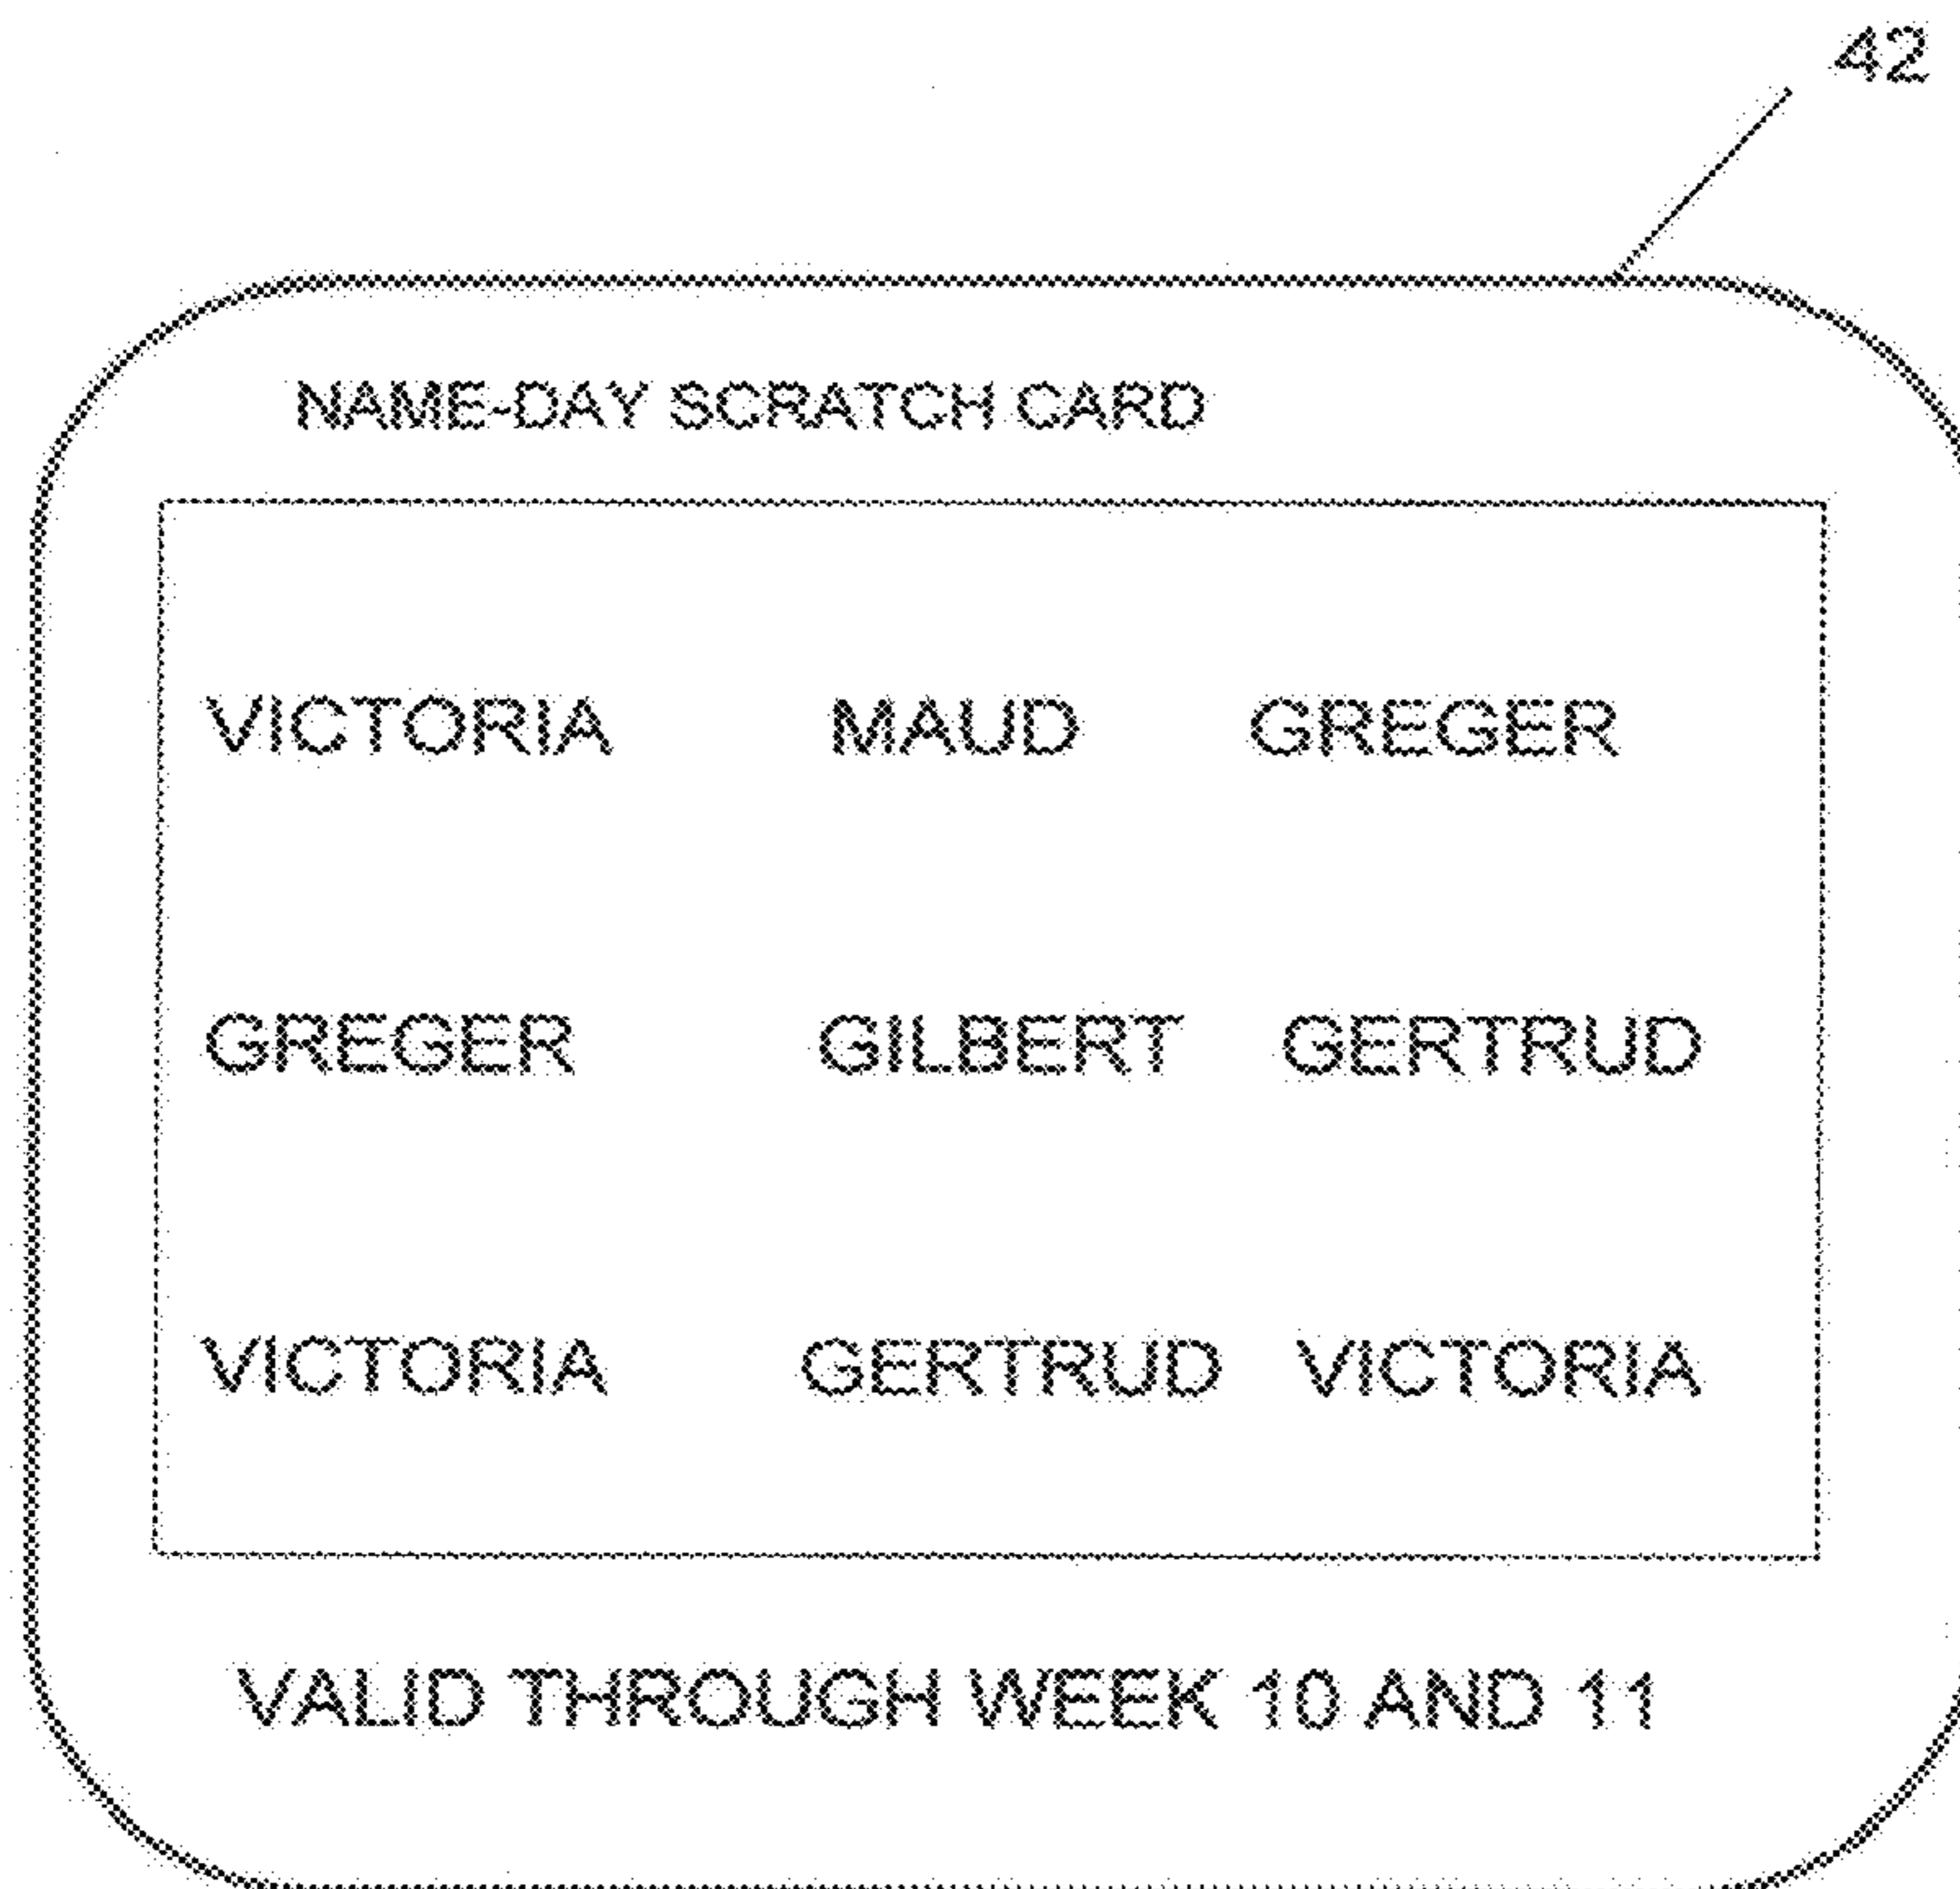 42
NAME-DAY SCRATCH CARD
VICTORIA MAUD GREGER
GREGER GILBERT GERTRUD
VICTORIA GERTRUD VICTORIA
VALID THROUGH WEEK 10 AND 11